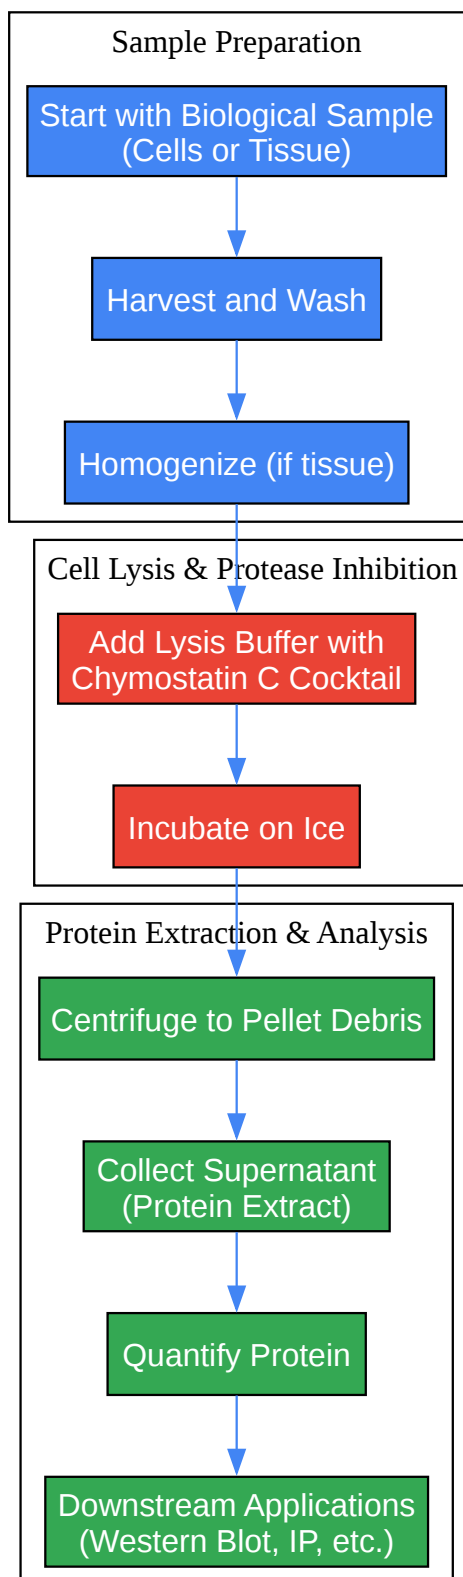 Sample Preparation
Start with Biological Sample
(Cells or Tissue)
Harvest and Wash
Homogenize (if tissue)
Cell Lysis & Protease Inhibition
Add Lysis Buffer with
Chymostatin C Cocktail
Incubate on Ice
Protein Extraction & Analysis
Centrifuge to Pellet Debris
Collect Supernatant
(Protein Extract)
Quantify Protein
Downstream Applications
(Western Blot, IP, etc.)